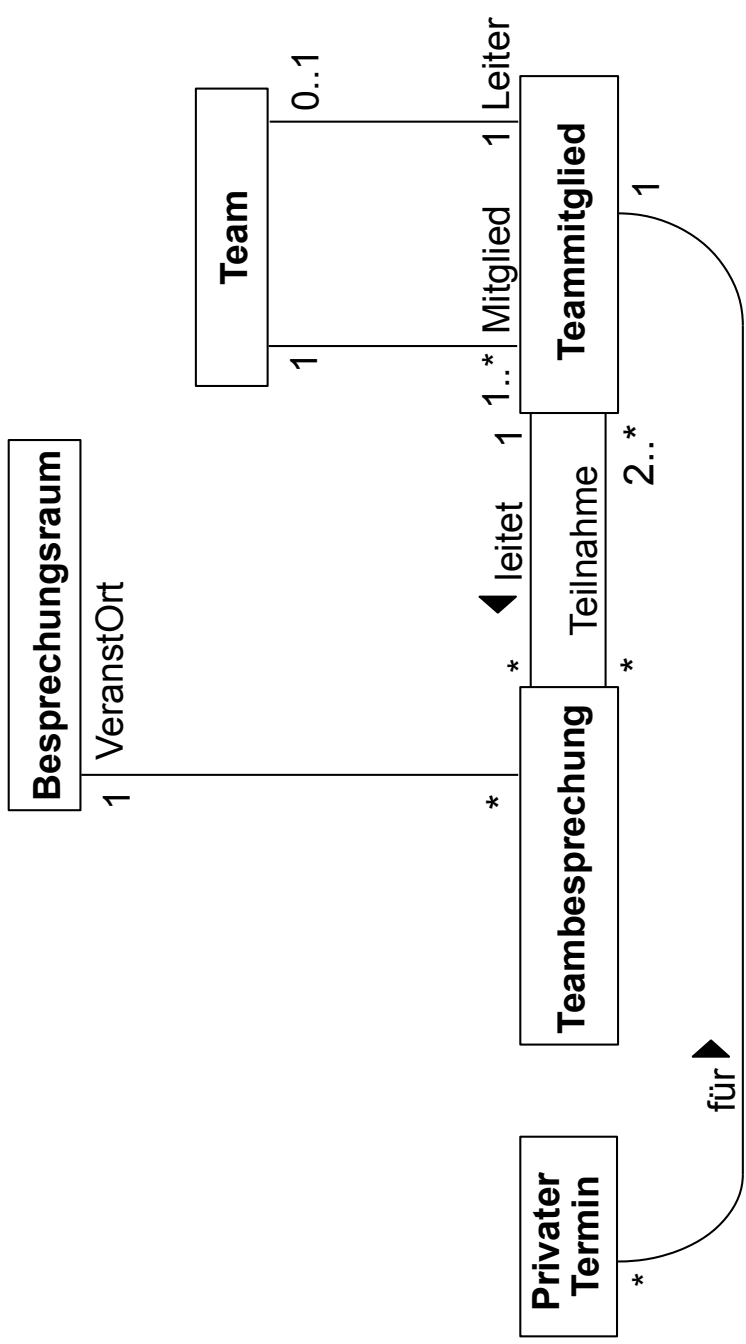 Besprechungsraum
1
VeranstOrt
Team
1
0..1
*
1..*
Mitglied
1
Leiter
*
leitet
1
Privater
Termin
Teambesprechung
Teilnahme
Teammitglied
*
*
2..*
1
für